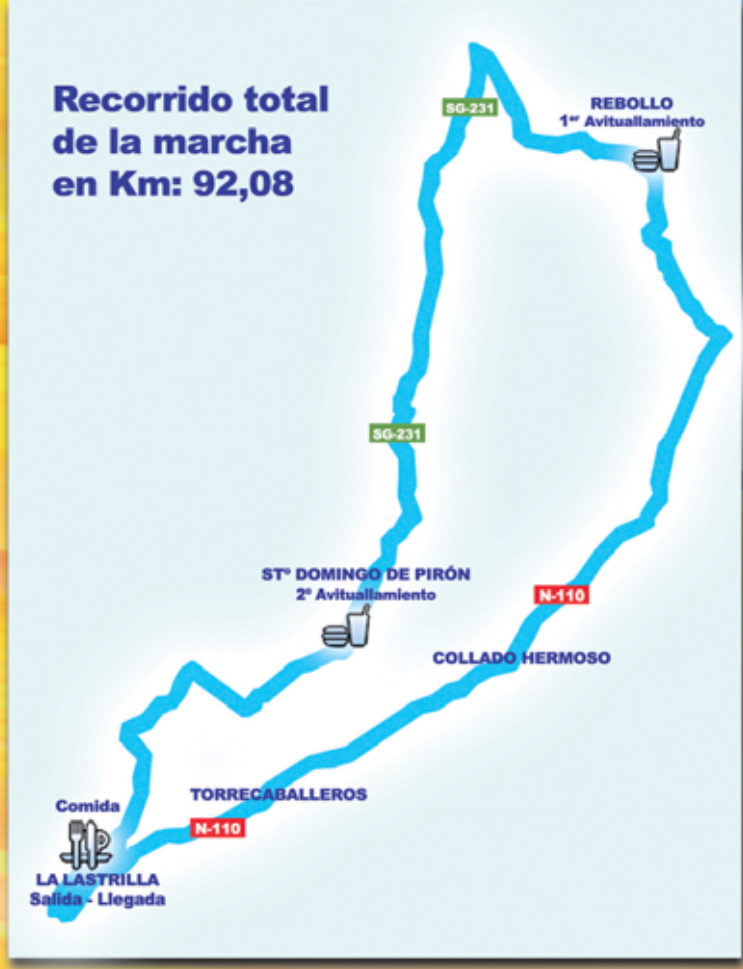 Recorrido total
de la marcha
en Km: 92,08
SG-231
REBOLLO
1er Avituallamiento
SG-231
STº DOMINGO DE PIRÓN
2º Avituallamiento
N-110
COLLADO HERMOSO
Comida
TORRECABALLEROS
N-110
LA LASTRILLA
Salida - Llegada